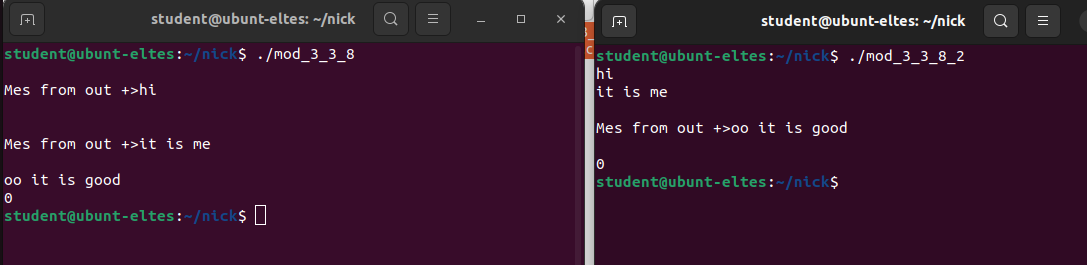 student@ubunt-eltes: ~/nick
student@ubunt-eltes:~/nick$ ./mod_3_3_8
Mes from out +>hi
Mes from out +>it is me
oo it is good
0
student@ubunt-eltes:~/nick$
student@ubunt-eltes: ~/nick
student@ubunt-eltes:~/nick$ ./mod_3_3_8_2
hi
it is me
Mes from out +>oo it is good
0
student@ubunt-eltes:~/nick$